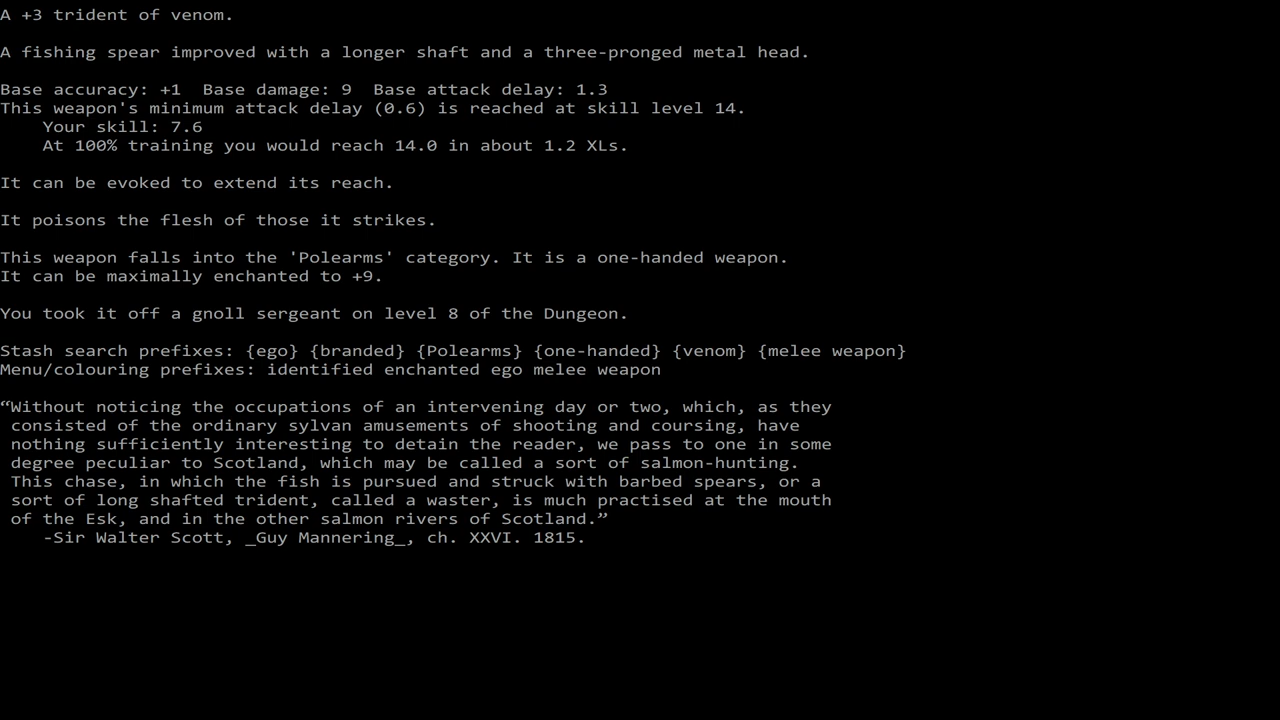 A +3 trident of venom.
A fishing spear improved with a longer shaft and a three-pronged metal head.
Base accuracy: +1  Base damage: 9  Base attack delay: 1.3
This weapon's minimum attack delay (0.6) is reached at skill level 14.
    Your skill: 7.6
    At 100% training you would reach 14.0 in about 1.2 XLs.
It can be evoked to extend its reach.
It poisons the flesh of those it strikes.
This weapon falls into the 'Polearms' category. It is a one-handed weapon.
It can be maximally enchanted to +9.
You took it off a gnoll sergeant on level 8 of the Dungeon.
Stash search prefixes: {ego} {branded} {Polearms} {one-handed} {venom} {melee weapon}
Menu/colouring prefixes: identified enchanted ego melee weapon
“Without noticing the occupations of an intervening day or two, which, as they
 consisted of the ordinary sylvan amusements of shooting and coursing, have
 nothing sufficiently interesting to detain the reader, we pass to one in some
 degree peculiar to Scotland, which may be called a sort of salmon-hunting.
 This chase, in which the fish is pursued and struck with barbed spears, or a
 sort of long shafted trident, called a waster, is much practised at the mouth
 of the Esk, and in the other salmon rivers of Scotland.”
    -Sir Walter Scott, _Guy Mannering_, ch. XXVI. 1815.